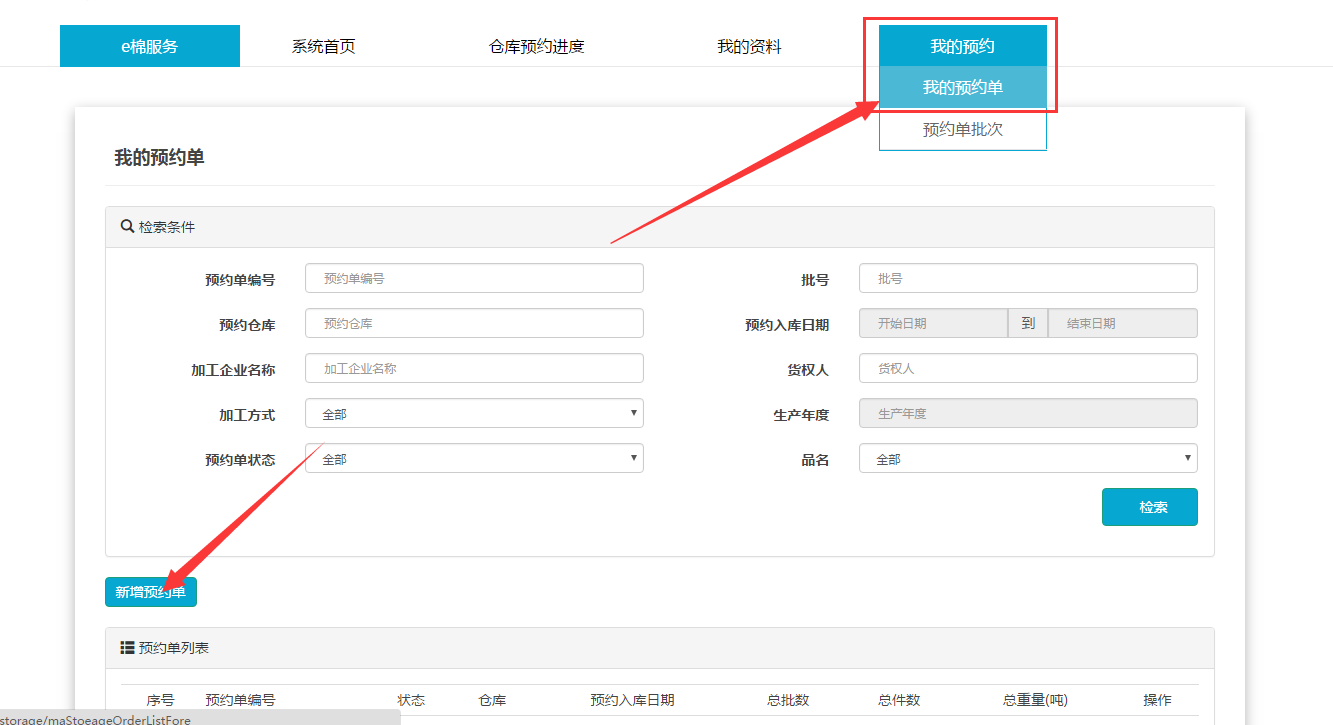 e棉服务 系统首页 仓库预约进度 我的资料 我的预约
我的预约单
预约单批次
我的预约单
检索条件
预约单编号 预约单编号 批号 批号
预约仓库 预约仓库 预约入库日期 开始日期 到 结束日期
加工企业名称 加工企业名称 货权人 货权人
加工方式 全部 生产年度 生产年度
预约单状态 全部 品名 全部
检索
新增预约单
预约单列表
序号 预约单编号 状态 仓库 预约入库日期 总批数 总件数 总重量(吨) 操作
storage/maStoeageOrderListFore